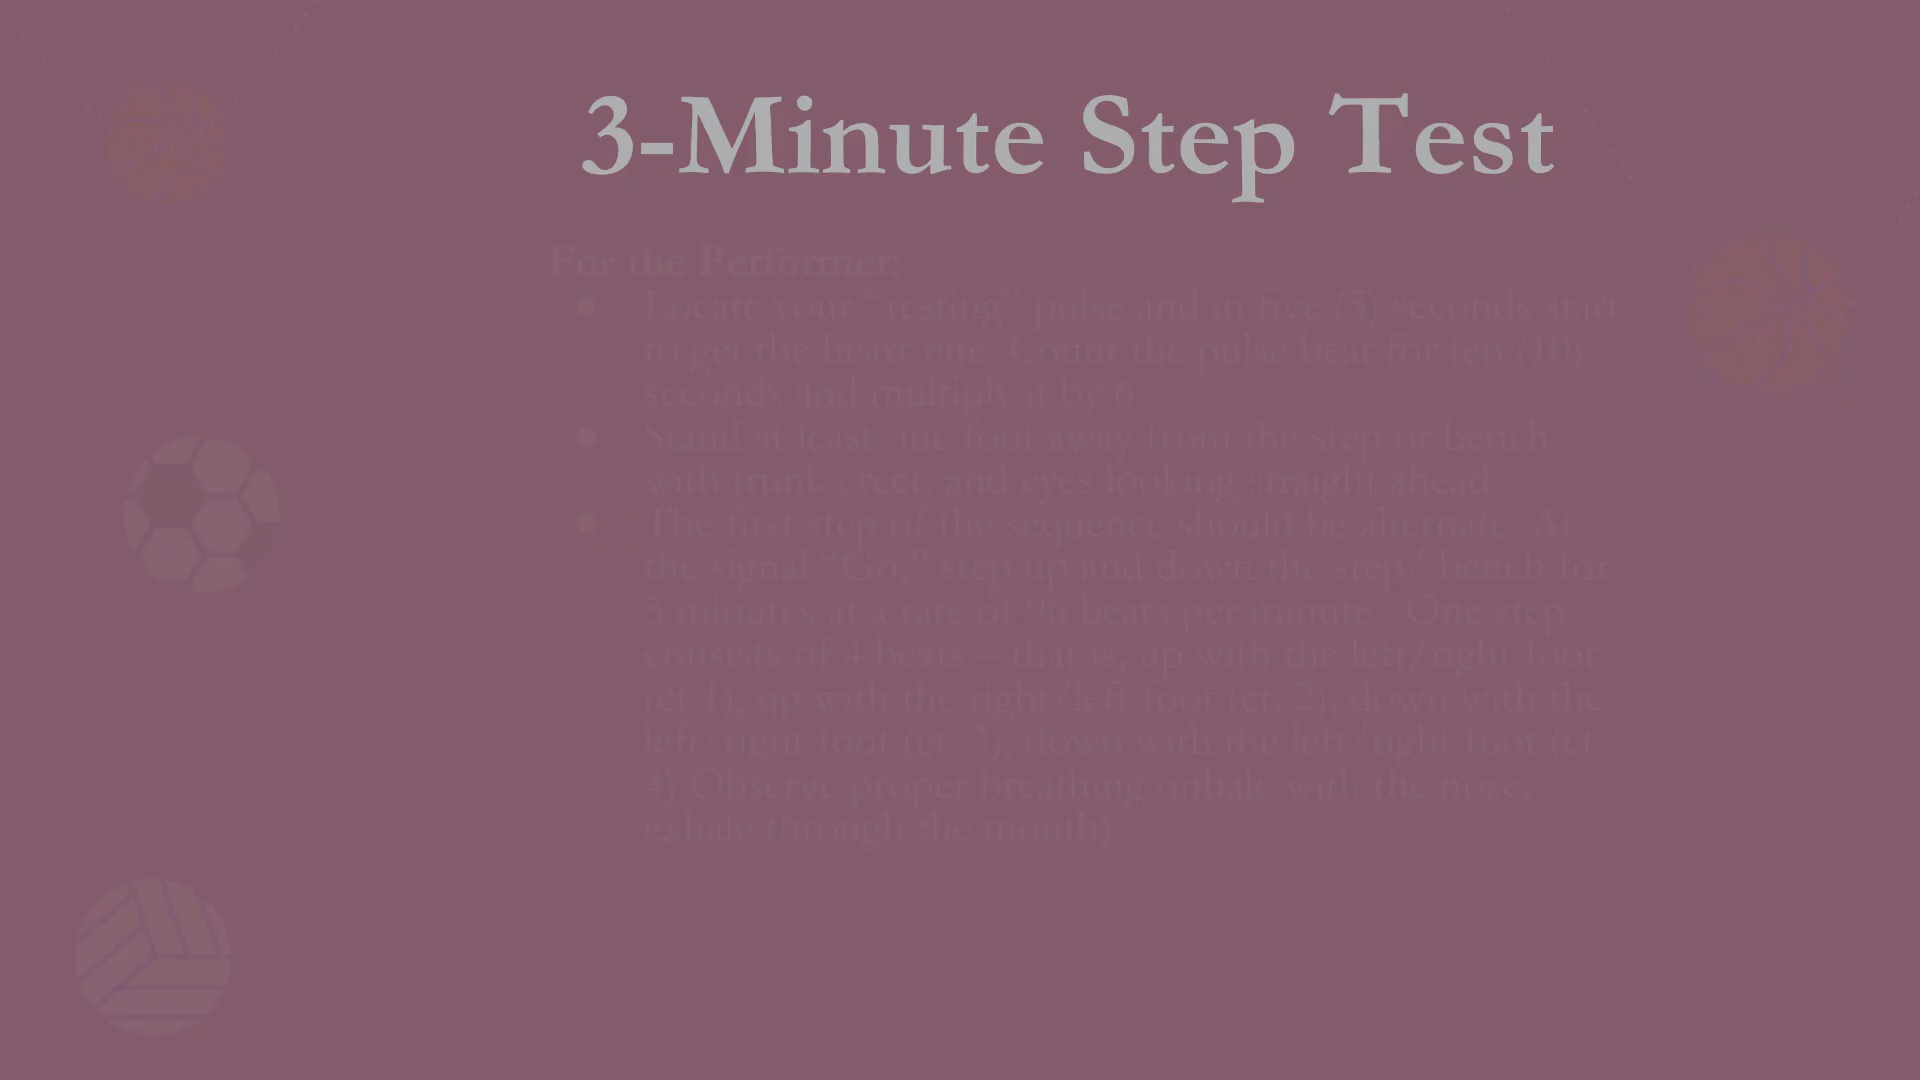 3-Minute Step Test
For the Performer:
● Locate your “resting” pulse and in five (5) seconds start
to get the heart rate. Count the pulse beat for ten (10)
seconds and multiply it by 6.
● Stand at least one foot away from the step or bench
with trunk erect. and eyes looking straight ahead.
● The first step of the sequence should be alternate. At
the signal “Go,” step up and down the step/ bench for
3 minutes at a rate of 96 beats per minute. One step
consists of 4 beats – that is, up with the left/right foot
(ct 1), up with the right/left foot (ct. 2), down with the
left/right foot (ct. 3), down with the left/right foot (ct.
4) Observe proper breathing (inhale with the nose,
exhale through the mouth).